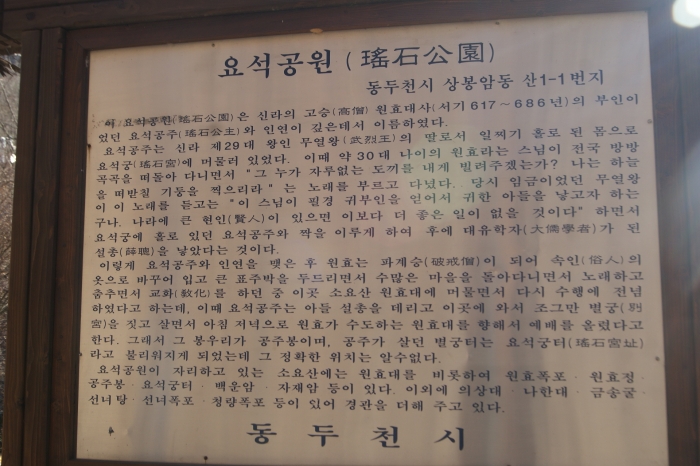 요석공원 (瑤石公園)
동두천시 상봉암동 산1-1번지
이 요석공원(瑤石公園)은 신라의 고승(高僧) 원효대사(서기 617~686년)의 부인이
었던 요석공주(瑤石公主)와 인연이 깊은데서 이름하였다.
요석공주는 신라 제29대 왕인 무열왕(武烈王)의 딸로서 일찌기 홀로 된 몸으로
요석궁(瑤石宮)에 머물러 있었다. 이때 약 30대 나이의 원효라는 스님이 전국 방방
곡곡을 떠돌아 다니면서 "그 누가 자루없는 도끼를 내게 빌려주겠는가? 나는 하늘
을 떠받칠 기둥을 찍으리라" 는 노래를 부르고 다녔다. 당시 임금이었던 무열왕
이 이 노래를 듣고는 "이 스님이 필경 귀부인을 얻어서 귀한 아들을 낳고자 하는
구나. 나라에 큰 현인(賢人)이 있으면 이보다 더 좋은 일이 없을 것이다" 하면서
요석궁에 홀로 있던 요석공주와 짝을 이루게 하여 후에 대유학자(大儒學者)가 된
설총(薛聰)을 낳았다는 것이다.
이렇게 요석공주와 인연을 맺은 후 원효는 파계승(破戒僧)이 되어 속인(俗人)의
옷으로 바꾸어 입고 큰 표주박을 두드리면서 수많은 마을을 돌아다니면서 노래하고
춤추면서 교화(敎化)를 하던 중 이곳 소요산 원효대에 머물면서 다시 수행에 전념
하였다고 하는데, 이때 요석공주는 아들 설총을 데리고 이곳에 와서 조그만 별궁(別
宮)을 짓고 살면서 아침 저녁으로 원효가 수도하는 원효대를 향해서 예배를 올렸다고
한다. 그래서 그 봉우리가 공주봉이며, 공주가 살던 별궁터는 요석궁터(瑤石宮址)
라고 불리워지게 되었는데 그 정확한 위치는 알수없다.
요석공원이 자리하고 있는 소요산에는 원효대를 비롯하여 원효폭포·원효정·
공주봉·요석궁터·백운암·자재암 등이 있다. 이외에 의상대·나한대·금송굴·
선녀탕·선녀폭포·청량폭포 등이 있어 경관을 더해 주고 있다.
동두천시